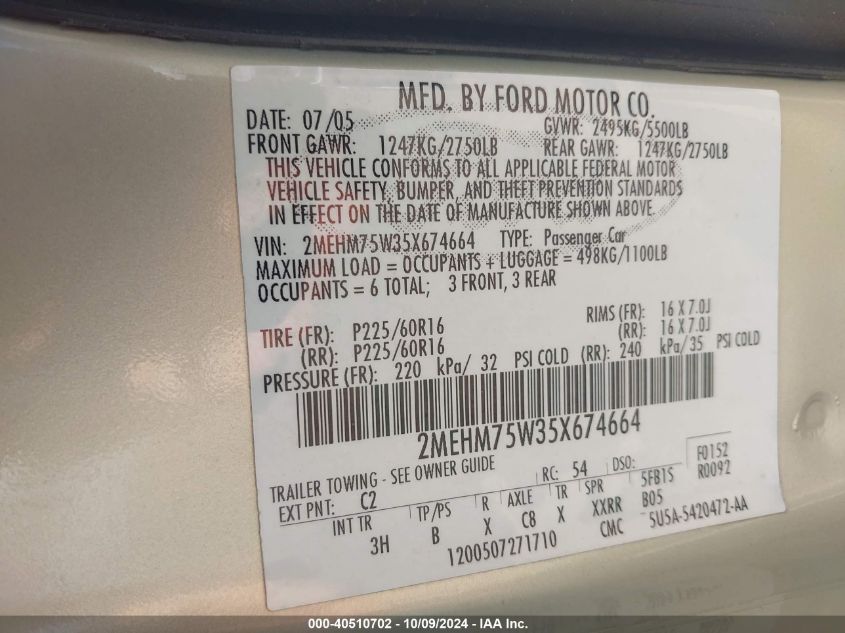 MFD. BY FORD MOTOR CO.
DATE: 07/05 GVWR: 2495KG/5500LB
FRONT GAWR: 1247KG/2750LB REAR GAWR: 1247KG/2750LB
THIS VEHICLE CONFORMS TO ALL APPLICABLE FEDERAL MOTOR
VEHICLE SAFETY, BUMPER, AND THEFT PREVENTION STANDARDS
IN EFFECT ON THE DATE OF MANUFACTURE SHOWN ABOVE.
VIN: 2MEHM75W35X674664 TYPE: Passenger Car
MAXIMUM LOAD = OCCUPANTS + LUGGAGE = 498KG/1100LB
OCCUPANTS = 6 TOTAL; 3 FRONT, 3 REAR
TIRE (FR): P225/60R16 RIMS (FR): 16 X 7.0J
(RR): P225/60R16 (RR): 16 X 7.0J
PRESSURE (FR): 220 kPa/ 32 PSI COLD (RR): 240 kPa/35 PSI COLD
2MEHM75W35X674664
TRAILER TOWING - SEE OWNER GUIDE F0152
EXT PNT: C2 RC: 54 DSO: R0092
INT TR TP/PS R AXLE TR SPR 5FB1S
3H B X C8 X XXRR B05
1200507271710 CMC SU5A-5420472-AA
000-40510702 - 10/09/2024 - IAA Inc.